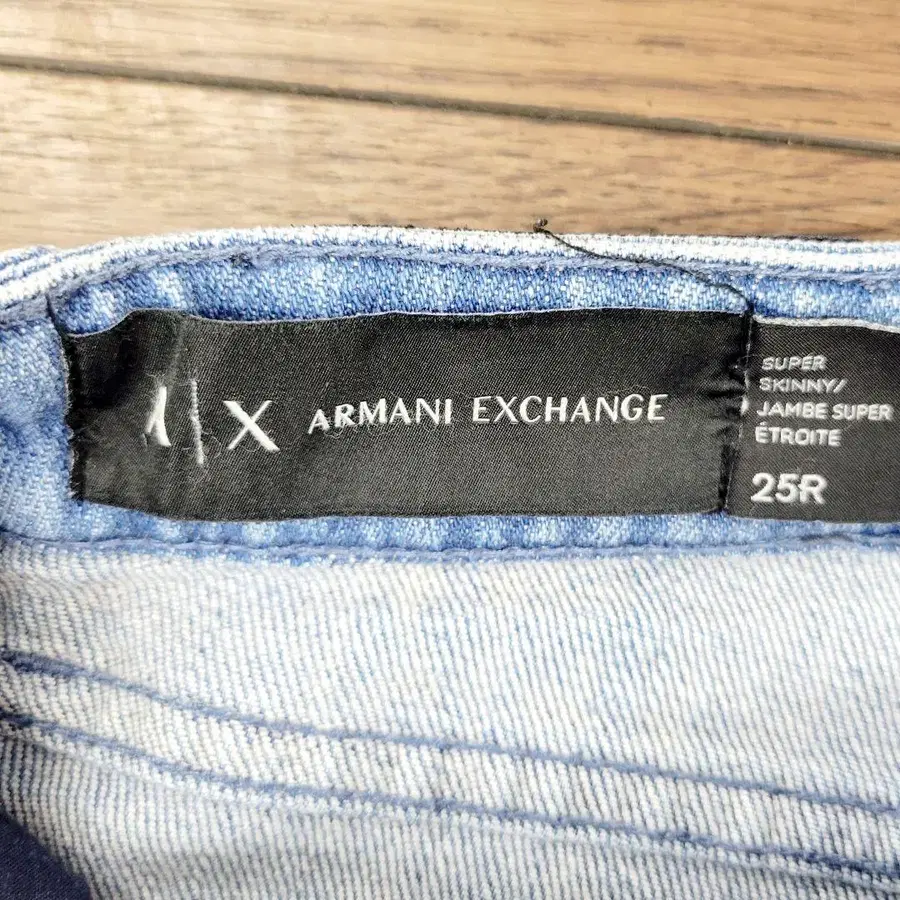 A|X ARMANI EXCHANGE
SUPER
SKINNY/
JAMBE SUPER
ÉTROITE
25R